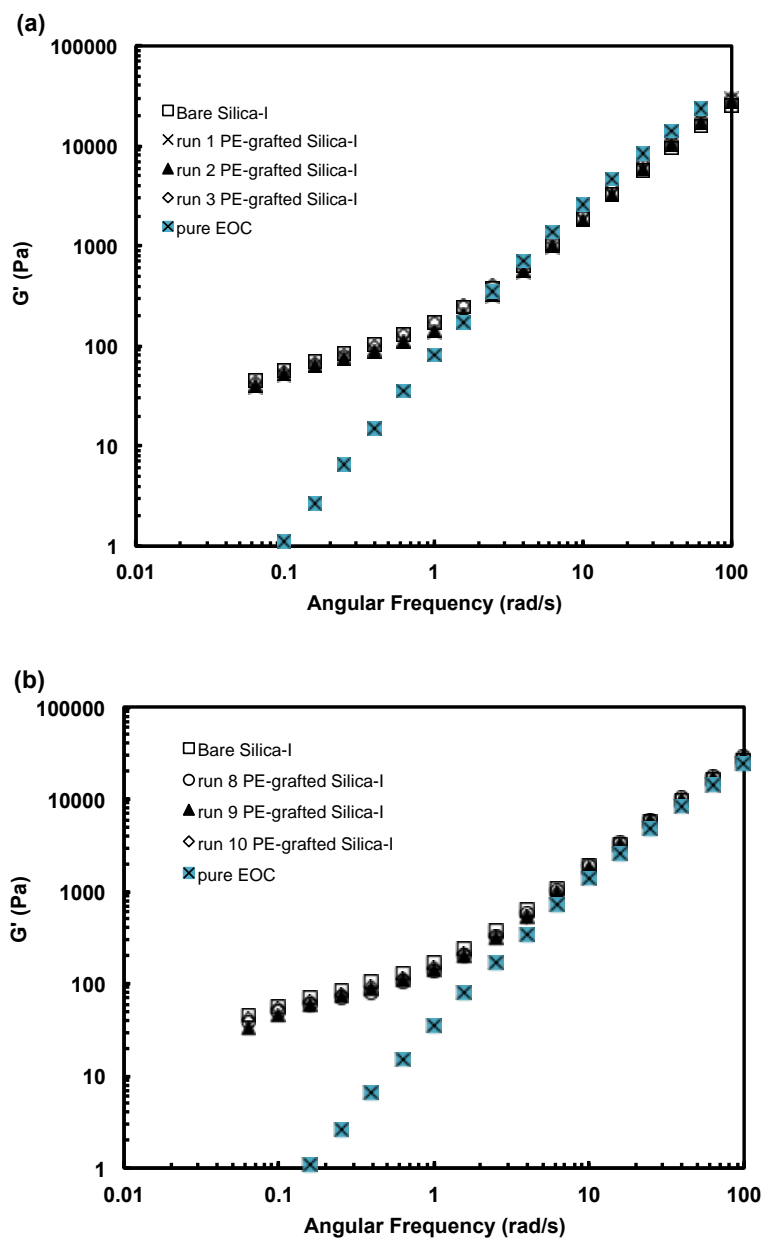 (a)
100000
10000
1000
100
10
1
G' (Pa)
Bare Silica-I
run 1 PE-grafted Silica-I
run 2 PE-grafted Silica-I
run 3 PE-grafted Silica-I
pure EOC
0.01 0.1 1 10 100
Angular Frequency (rad/s)
(b)
100000
10000
1000
100
10
1
G' (Pa)
Bare Silica-I
run 8 PE-grafted Silica-I
run 9 PE-grafted Silica-I
run 10 PE-grafted Silica-I
pure EOC
0.01 0.1 1 10 100
Angular Frequency (rad/s)